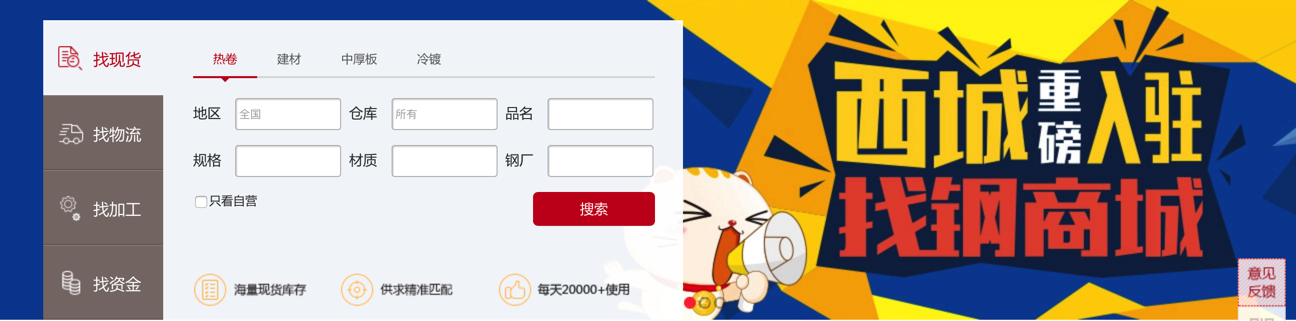 找现货
找物流
找加工
找资金
热卷 建材 中厚板 冷镀
地区 全国 仓库 所有 品名
规格 材质 钢厂
只看自营
搜索
海量现货库存 供求精准匹配 每天20000+使用
西城重磅入驻
找钢商城
意见
反馈